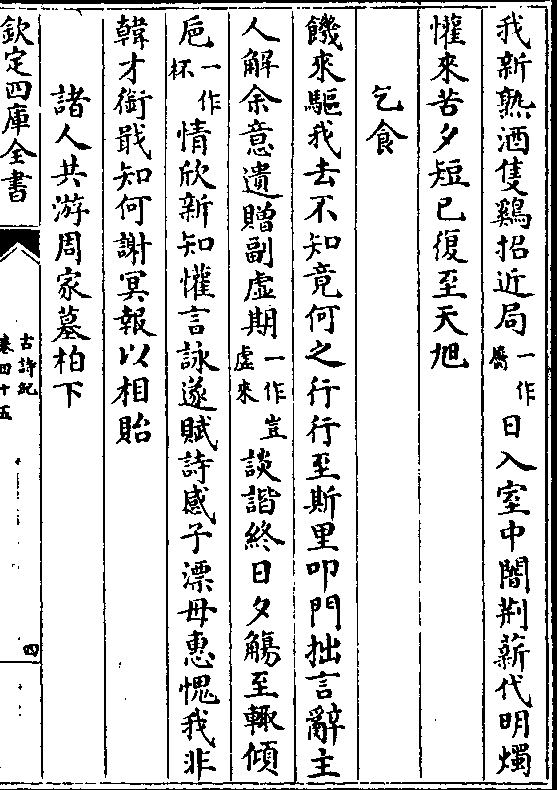 我新熟酒隻鷄招近局一作屬日入室中闇荆薪代明燭
懽來苦夕短已復至天旭
乞食
饑來驅我去不知竟何之行行至斯里叩門拙言辭主
人解余意遺贈副虚期一作豈虚來談諧終日夕觴至輙傾
巵一作杯情欣新知懽言詠遂賦詩感子漂母惠愧我非
韓才銜戢知何謝冥報以相貽
諸人共游周家墓柏下
欽定四庫全書
古詩紀
卷四十五
四